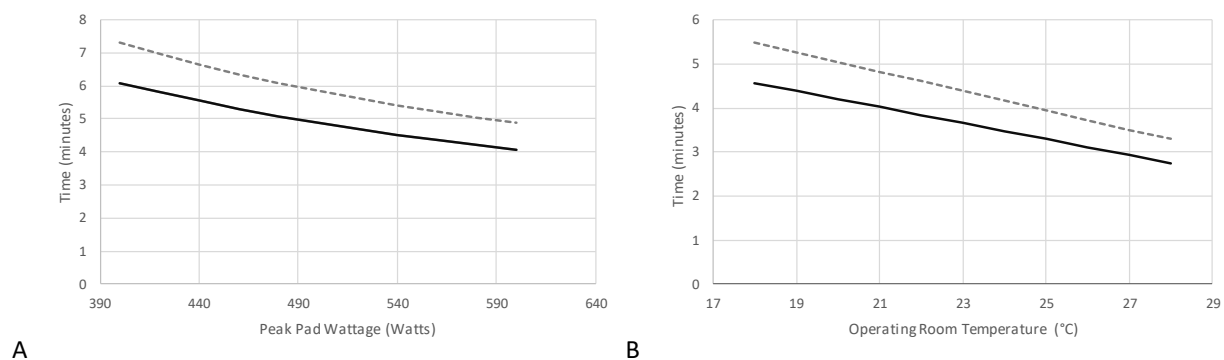 8
7
6
5
4
3
2
1
0
Time (minutes)
390 440 490 540 590 640
Peak Pad Wattage (Watts)
A
6
5
4
3
2
1
0
Time (minutes)
17 19 21 23 25 27 29
Operating Room Temperature (°C)
B